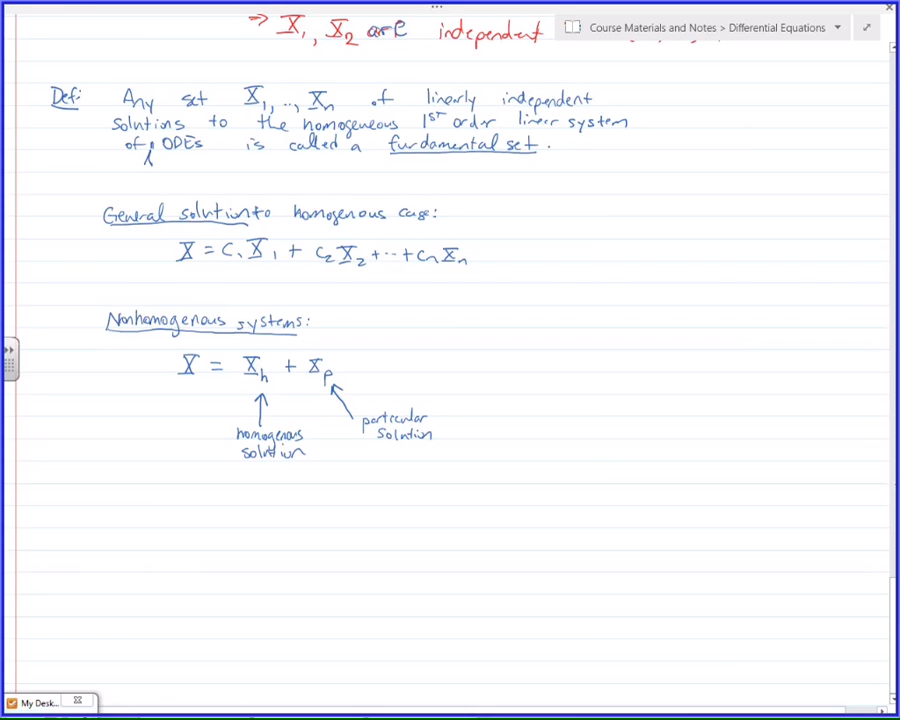 ⇒ X₁, X₂ are independent
Course Materials and Notes > Differential Equations
Def: Any set X₁, .., Xn of linearly independent
solutions to the homogeneous 1ST order linear system
of ODEs is called a fundamental set.
General solution to homogenous case:
X = C₁X₁ + C₂X₂ + ⋯ + CnXn
Nonhomogenous systems:
X = Xh + Xp
particular
solution
homogenous
solution
My Desk...